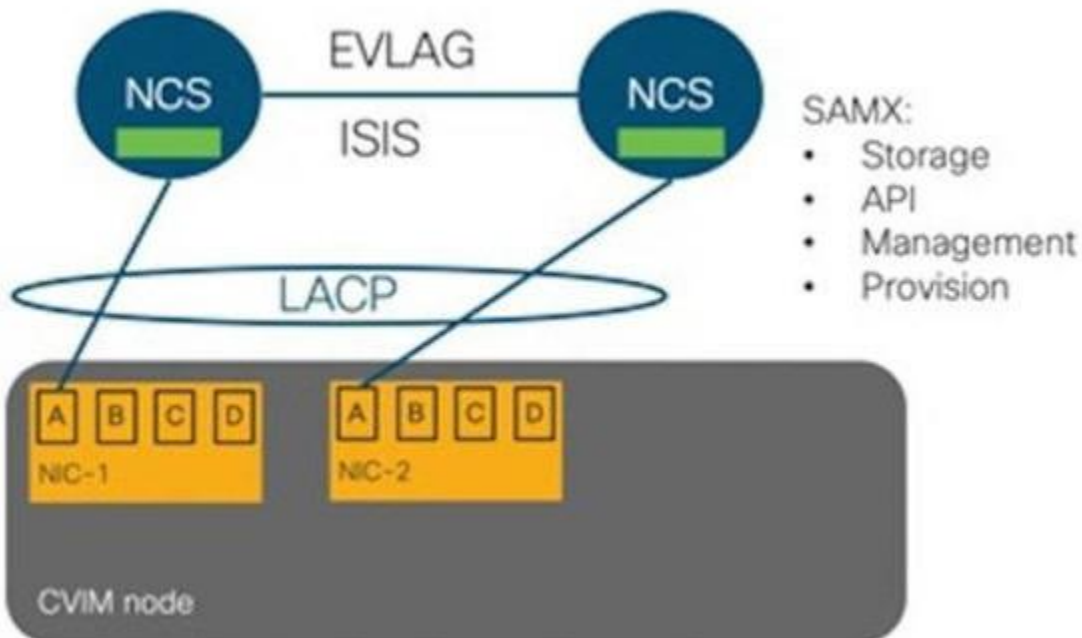 NCS
EVLAG
ISIS
NCS
SAMX:
• Storage
• API
• Management
• Provision
LACP
A B C D
NIC-1
A B C D
NIC-2
CVIM node